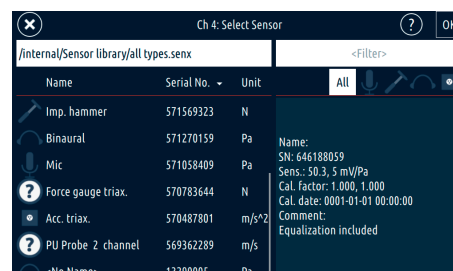 Ch 4: Select Sensor
?
OK
/internal/Sensor library/all types.senx
<Filter>
Name Serial No. Unit
All
Imp. hammer 571569323 N
Binaural 571270159 Pa
Mic 571058409 Pa
? Force gauge triax. 570783644 N
Acc. triax. 570487801 m/s^2
? PU Probe 2 channel 569362289 m/s
Name:
SN: 646188059
Sens.: 50.3, 5 mV/Pa
Cal. factor: 1.000, 1.000
Cal. date: 0001-01-01 00:00:00
Comment:
Equalization included